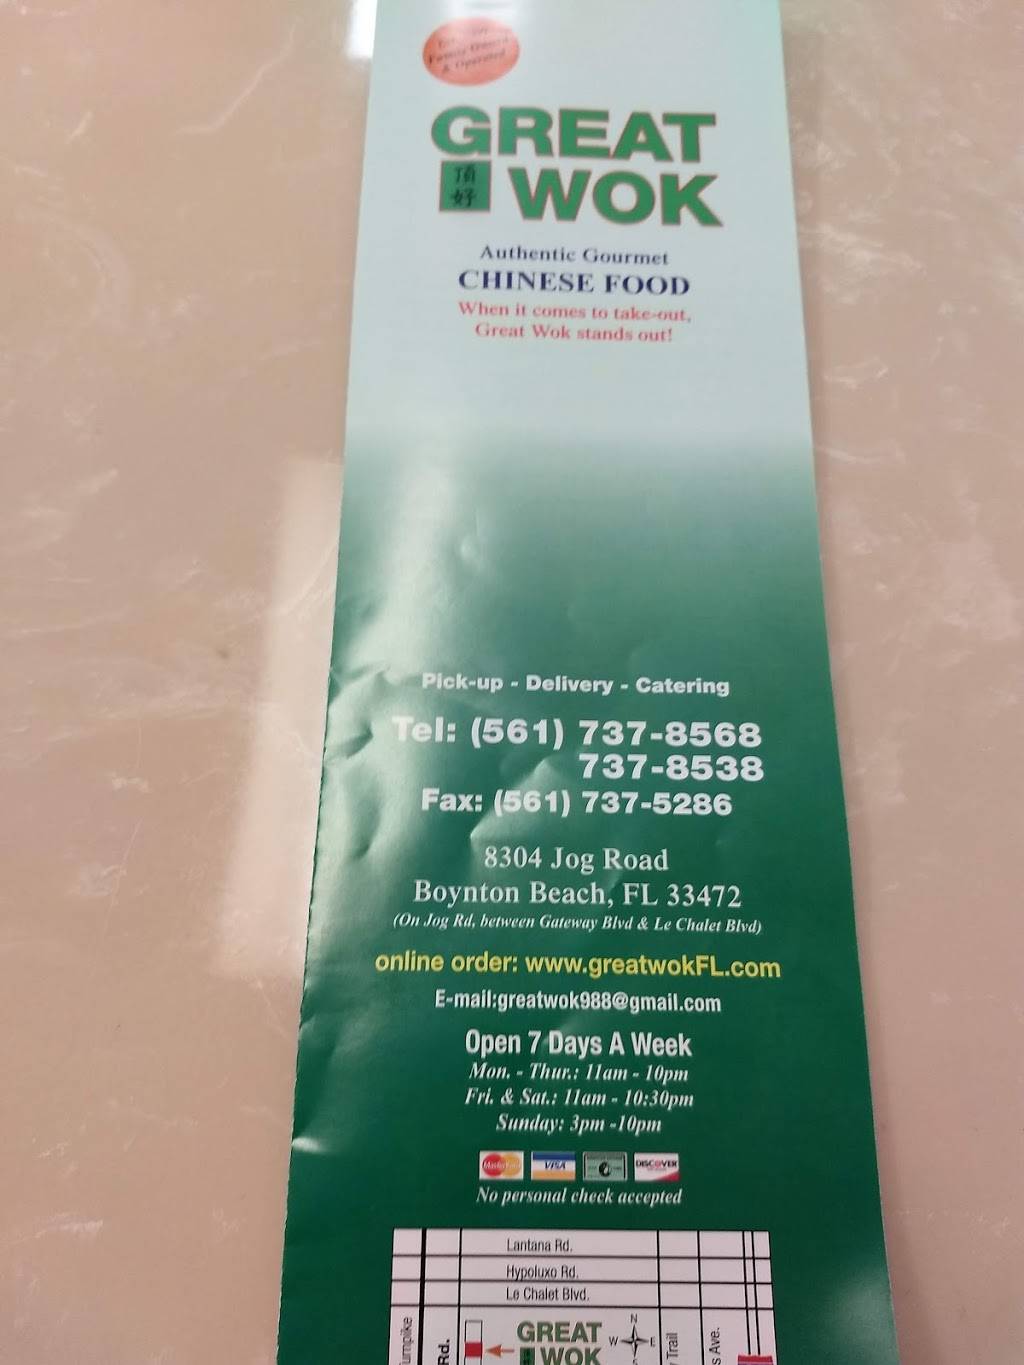 Family Owned
& Operated
GREAT
頂好
WOK
Authentic Gourmet
CHINESE FOOD
When it comes to take-out,
Great Wok stands out!
Pick-up - Delivery - Catering
Tel: (561) 737-8568
737-8538
Fax: (561) 737-5286
8304 Jog Road
Boynton Beach, FL 33472
(On Jog Rd, between Gateway Blvd & Le Chalet Blvd)
online order: www.greatwokFL.com
E-mail:greatwok988@gmail.com
Open 7 Days A Week
Mon. - Thur.: 11am - 10pm
Fri. & Sat.: 11am - 10:30pm
Sunday: 3pm -10pm
MasterCard VISA DISCOVER
No personal check accepted
Lantana Rd.
Hypoluxo Rd.
Le Chalet Blvd.
Rd.
GREAT
WOK
N
W E
Trail
Ave.